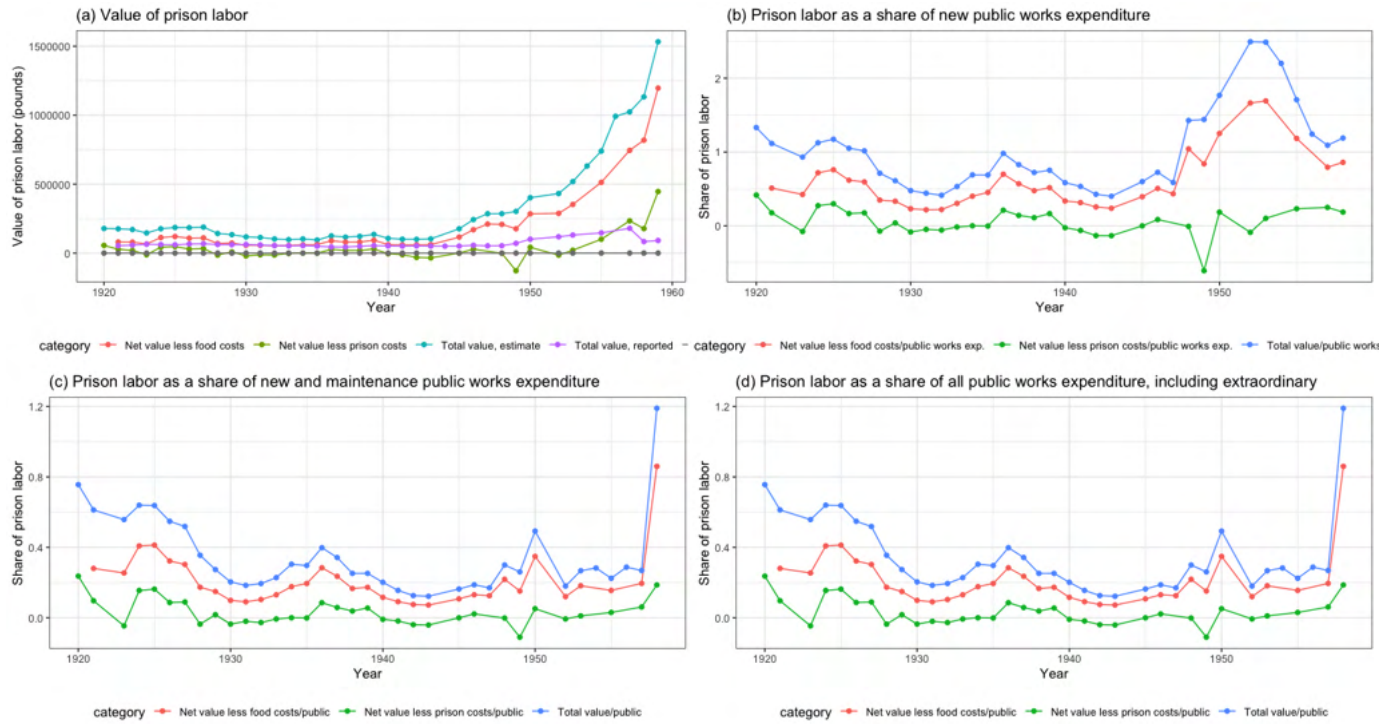 (a) Value of prison labor
Value of prison labor (pounds)
1500000
1000000
500000
0
1920 1930 1940 1950 1960
Year
category Net value less food costs Net value less prison costs Total value, estimate Total value, reported
(b) Prison labor as a share of new public works expenditure
Share of prison labor
2
1
0
1920 1930 1940 1950
Year
category Net value less food costs/public works exp. Net value less prison costs/public works exp. Total value/public works
(c) Prison labor as a share of new and maintenance public works expenditure
Share of prison labor
1.2
0.8
0.4
0.0
1920 1930 1940 1950
Year
category Net value less food costs/public Net value less prison costs/public Total value/public
(d) Prison labor as a share of all public works expenditure, including extraordinary
Share of prison labor
1.2
0.8
0.4
0.0
1920 1930 1940 1950
Year
category Net value less food costs/public Net value less prison costs/public Total value/public